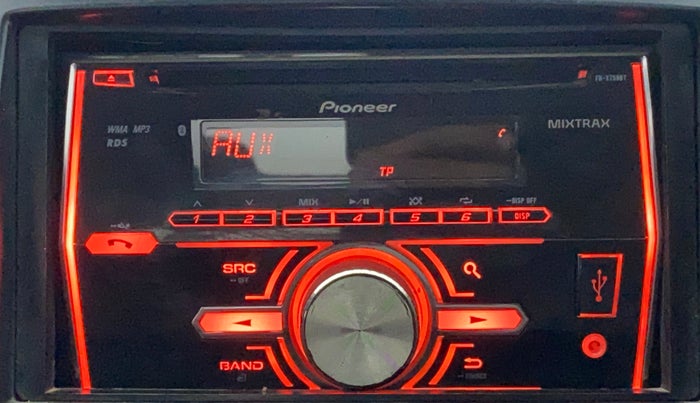 Pioneer
WMA MP3
RDS
MIXTRAX
AUX
TP
MIX
DISP OFF
1 2 3 4 5 6 DISP
SRC
OFF
BAND